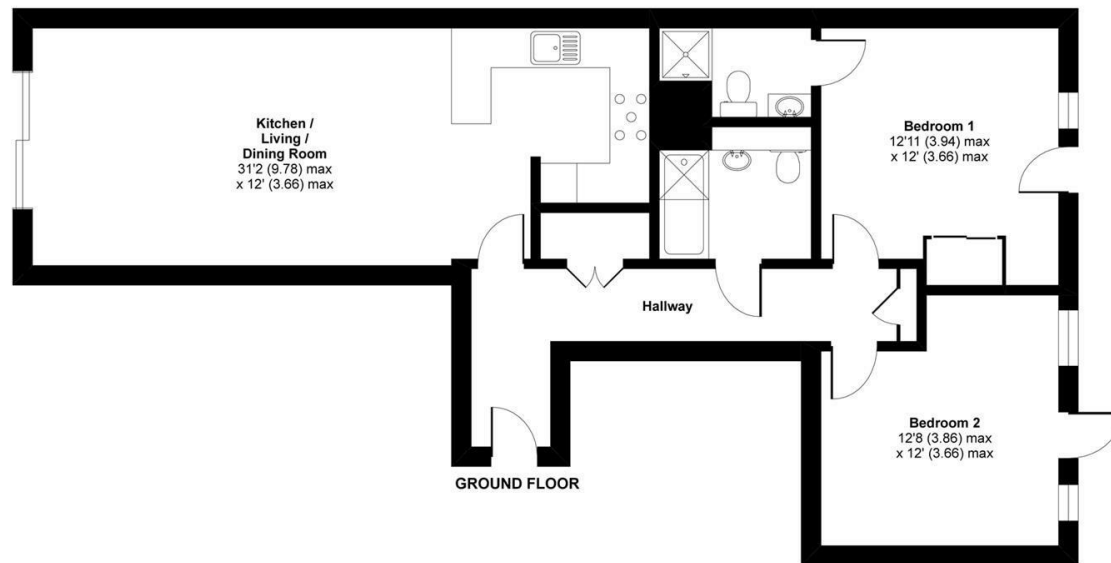 Kitchen /
Living /
Dining Room
31'2 (9.78) max
x 12' (3.66) max
Bedroom 1
12'11 (3.94) max
x 12' (3.66) max
Hallway
Bedroom 2
12'8 (3.86) max
x 12' (3.66) max
GROUND FLOOR